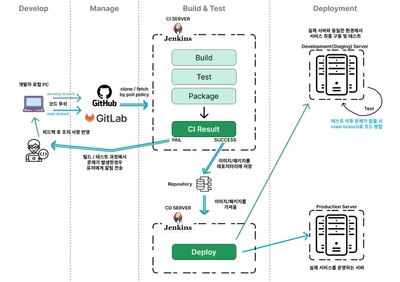 Develop
Manage
Build & Test
Deployment
CI SERVER
Jenkins
Build
Test
Package
CI Result
FAIL
SUCCESS
개발자 로컬 PC
develop branch
코드 푸쉬
main branch
GitHub
GitLab
clone / fetch
by poll policy
피드백 후 조치 사항 반영
빌드 / 테스트 과정에서
문제가 발생한경우
유저에게 알림 전송
이미지/패키지를
레포지터리에 저장
Repository
이미지/패키지를
가져옴
CD SERVER
Jenkins
Deploy
실제 서버와 동일한 환경에서
서비스 최종 구동 및 테스트
Development(Staging) Server
Test
테스트 이후 문제가 없을 시
main branch로 코드 병합
Production Server
실제 서비스를 운영하는 서버